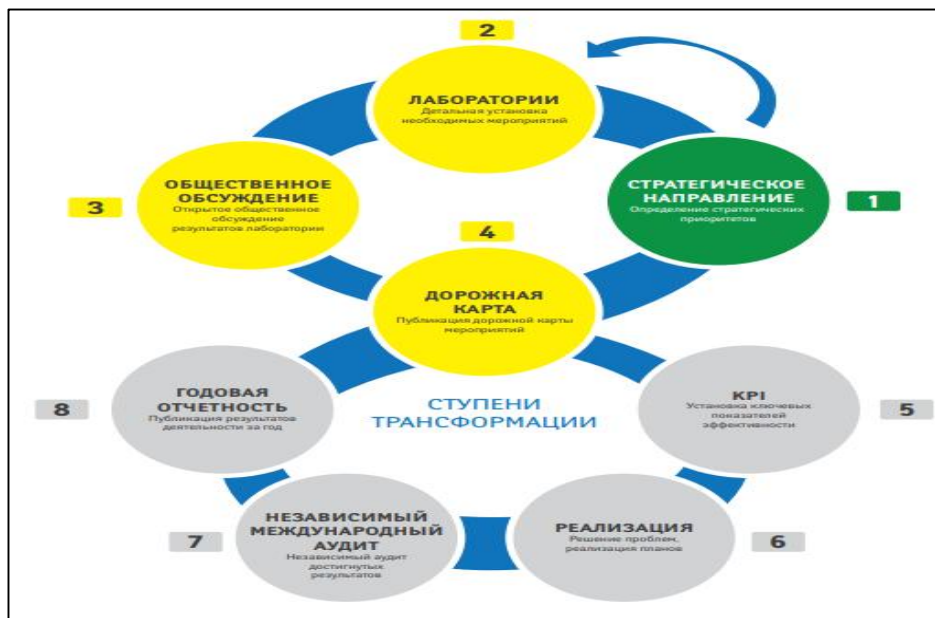 2
ЛАБОРАТОРИИ
Детальная установка
необходимых мероприятий
3
ОБЩЕСТВЕННОЕ
ОБСУЖДЕНИЕ
Открытое общественное
обсуждение
результатов лаборатории
СТРАТЕГИЧЕСКОЕ
НАПРАВЛЕНИЕ
Определение стратегических
приоритетов
1
4
ДОРОЖНАЯ
КАРТА
Публикация дорожной карты
мероприятий
8
ГОДОВАЯ
ОТЧЕТНОСТЬ
Публикация результатов
деятельности за год
СТУПЕНИ
ТРАНСФОРМАЦИИ
KPI
Установка ключевых
показателей
эффективности
5
7
НЕЗАВИСИМЫЙ
МЕЖДУНАРОДНЫЙ
АУДИТ
Независимый аудит
достигнутых
результатов
РЕАЛИЗАЦИЯ
Решение проблем,
реализация планов
6